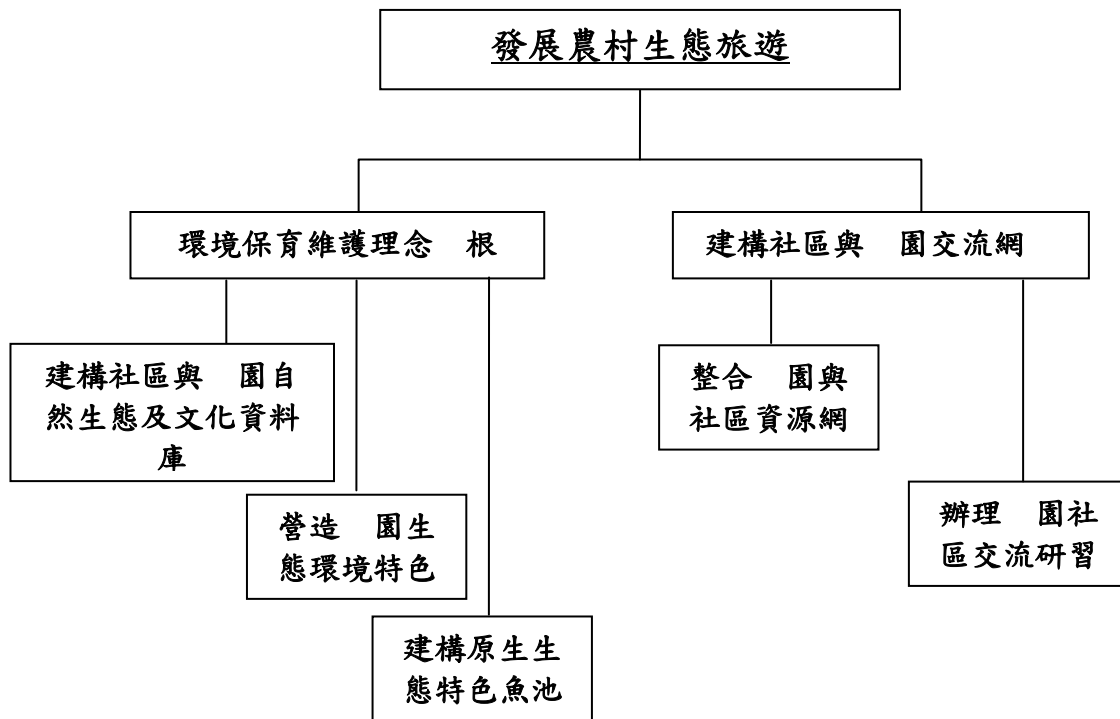 發展農村生態旅遊
環境保育維護理念　根
建構社區與　園交流網
建構社區與　園自
然生態及文化資料
庫
整合　園與
社區資源網
營造　園生
態環境特色
辦理　園社
區交流研習
建構原生生
態特色魚池